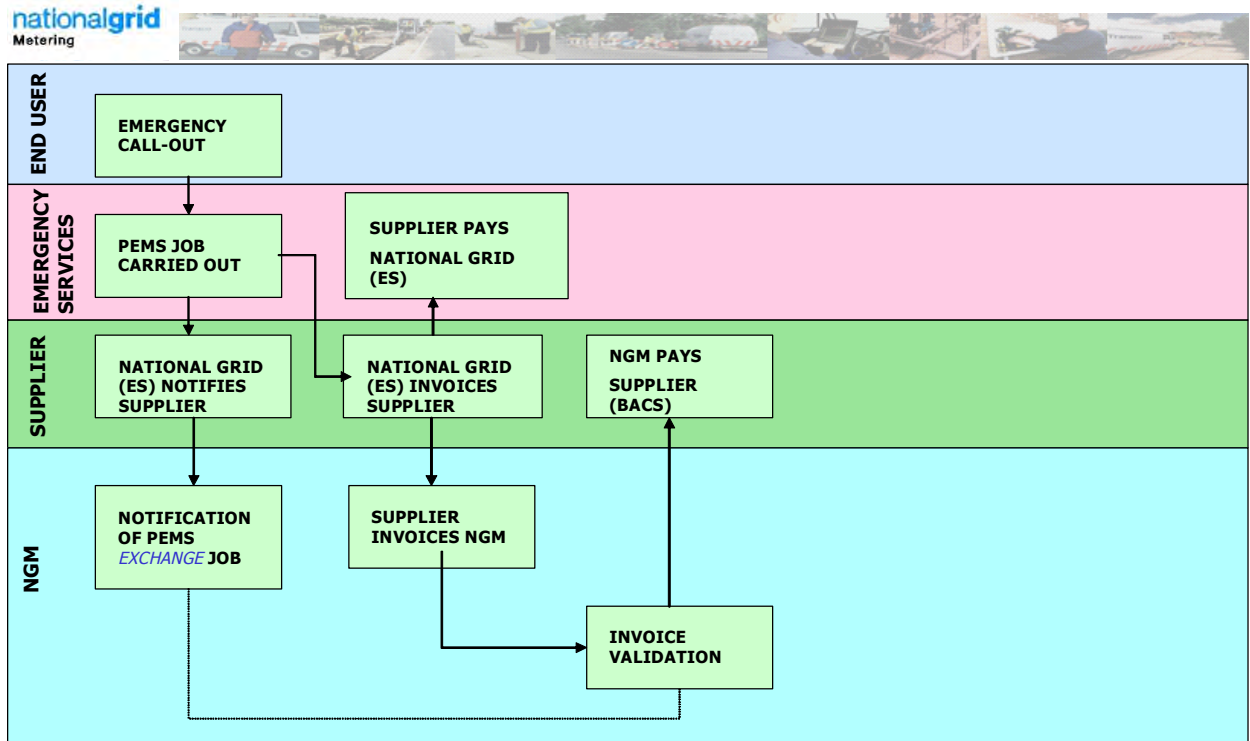 nationalgrid
Metering
END USER
EMERGENCY
CALL-OUT
EMERGENCY
SERVICES
PEMS JOB
CARRIED OUT
SUPPLIER PAYS
NATIONAL GRID
(ES)
SUPPLIER
NATIONAL GRID
(ES) NOTIFIES
SUPPLIER
NATIONAL GRID
(ES) INVOICES
SUPPLIER
NGM PAYS
SUPPLIER
(BACS)
NGM
NOTIFICATION
OF PEMS
EXCHANGE JOB
SUPPLIER
INVOICES NGM
INVOICE
VALIDATION